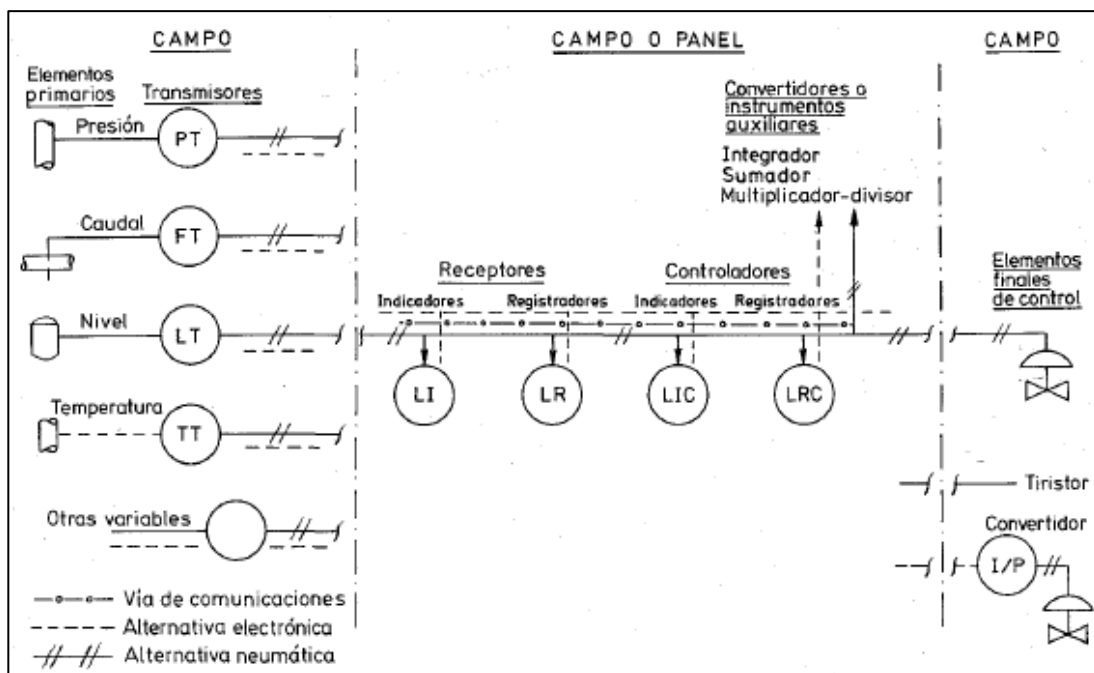 CAMPO
Elementos
primarios
Transmisores
Presión
PT
Caudal
FT
Nivel
LT
Temperatura
TT
Otras variables
Vía de comunicaciones
Alternativa electrónica
Alternativa neumática
CAMPO O PANEL
Convertidores o
instrumentos
auxiliares
Integrador
Sumador
Multiplicador-divisor
Receptores
Controladores
Indicadores
Registradores
Indicadores
Registradores
LI
LR
LIC
LRC
CAMPO
Elementos
finales
de control
Tiristor
Convertidor
I/P